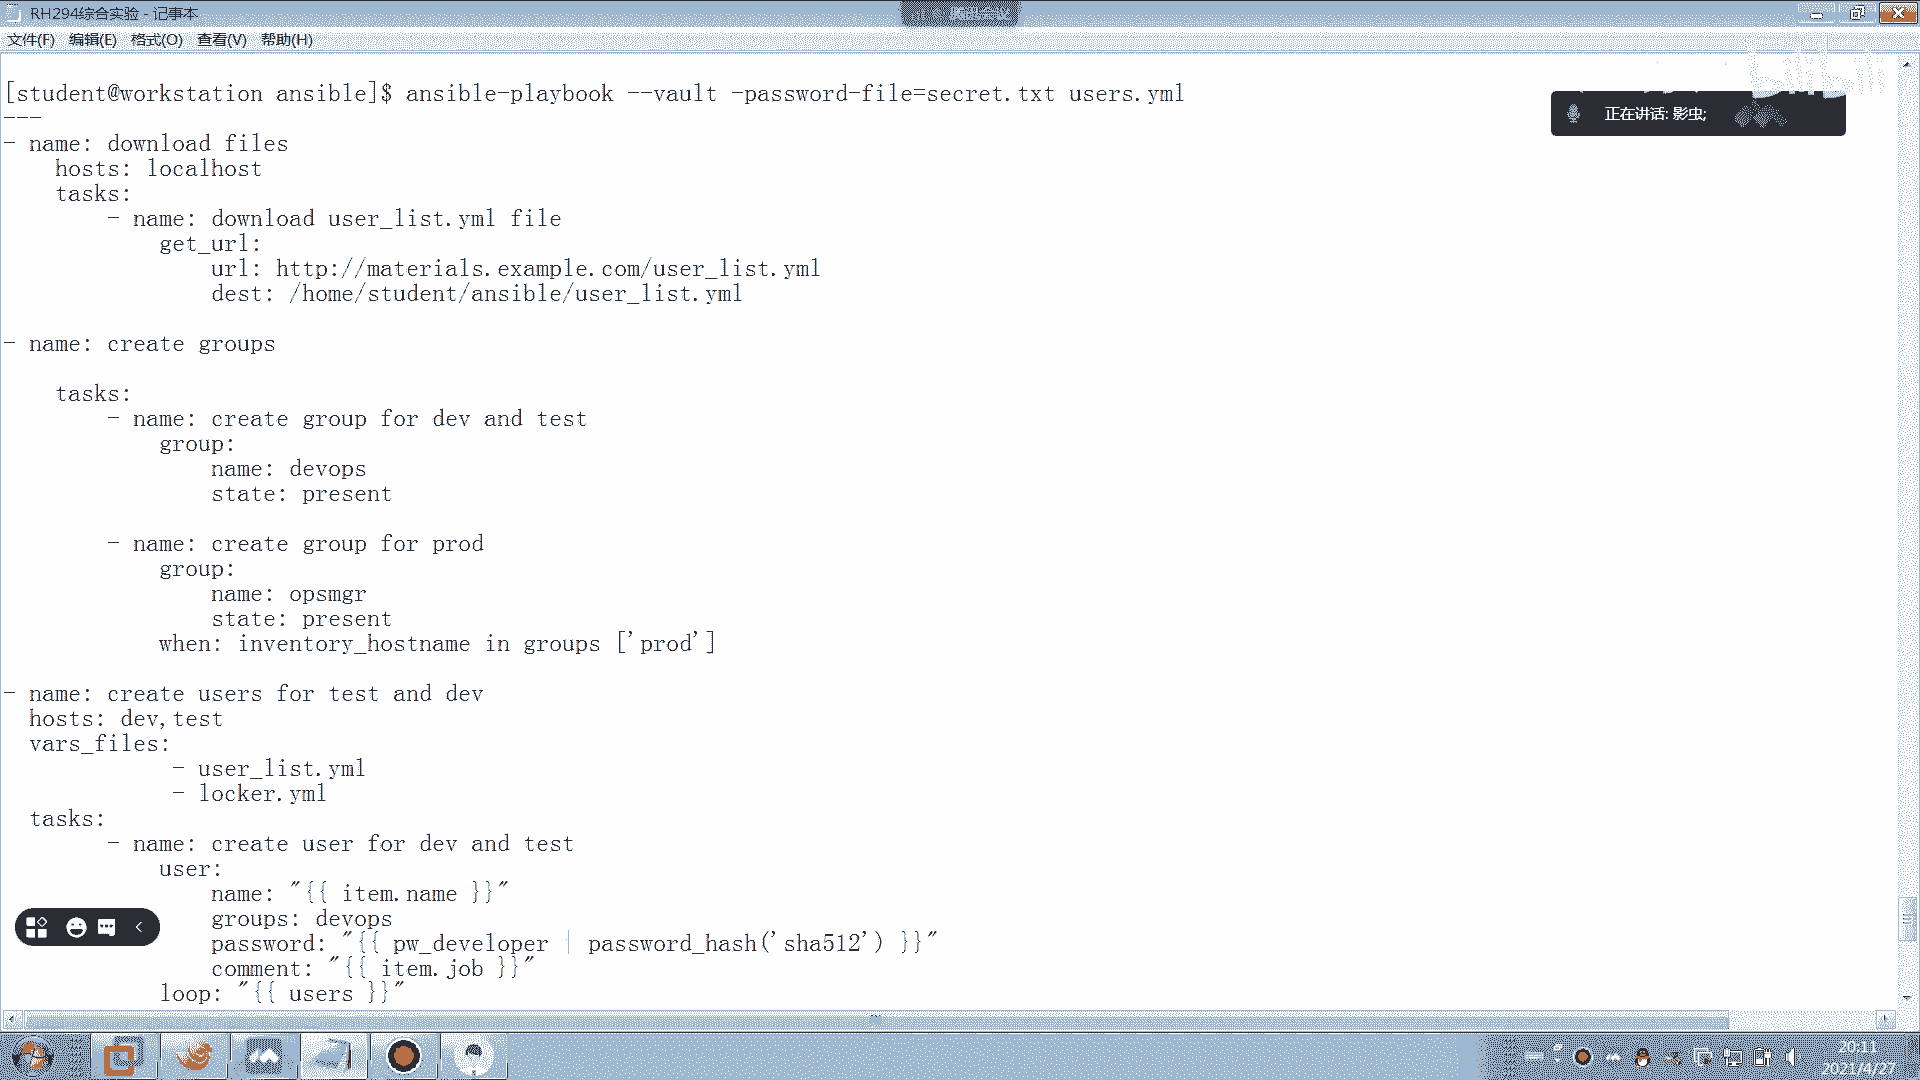 RH294综合实验 - 记事本
文件(F) 编辑(E) 格式(O) 查看(V) 帮助(H)
[student@workstation ansible]$ ansible-playbook --vault -password-file=secret.txt users.yml
正在讲话: 影虫;
---
- name: download files
    hosts: localhost
    tasks:
        - name: download user_list.yml file
            get_url:
                url: http://materials.example.com/user_list.yml
                dest: /home/student/ansible/user_list.yml
- name: create groups
    tasks:
        - name: create group for dev and test
            group:
                name: devops
                state: present
        - name: create group for prod
            group:
                name: opsmgr
                state: present
            when: inventory_hostname in groups ['prod']
- name: create users for test and dev
  hosts: dev,test
  vars_files:
             - user_list.yml
             - locker.yml
  tasks:
        - name: create user for dev and test
            user:
                name: "{{ item.name }}"
                groups: devops
                password: "{{ pw_developer | password_hash('sha512') }}"
                comment: "{{ item.job }}"
            loop: "{{ users }}"
20:11
2021/4/27